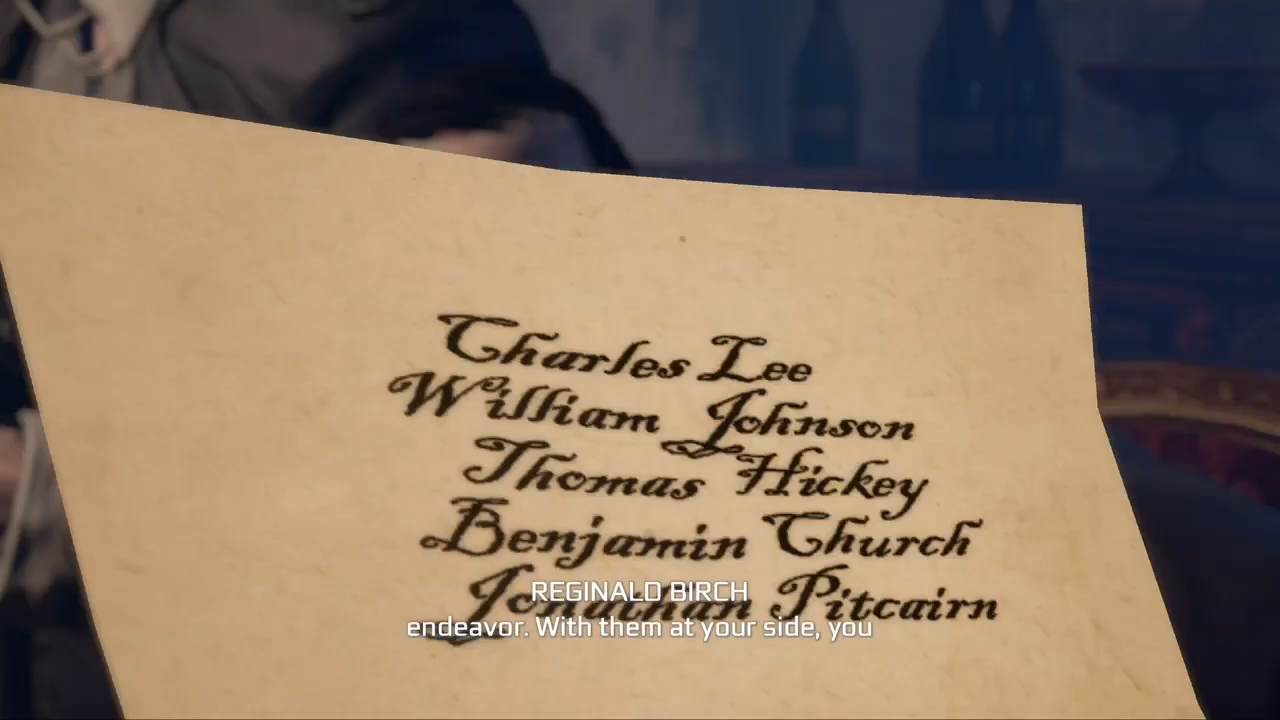 Charles Lee
William Johnson
Thomas Hickey
Benjamin Church
Jonathan Pitcairn
REGINALD BIRCH
endeavor. With them at your side, you